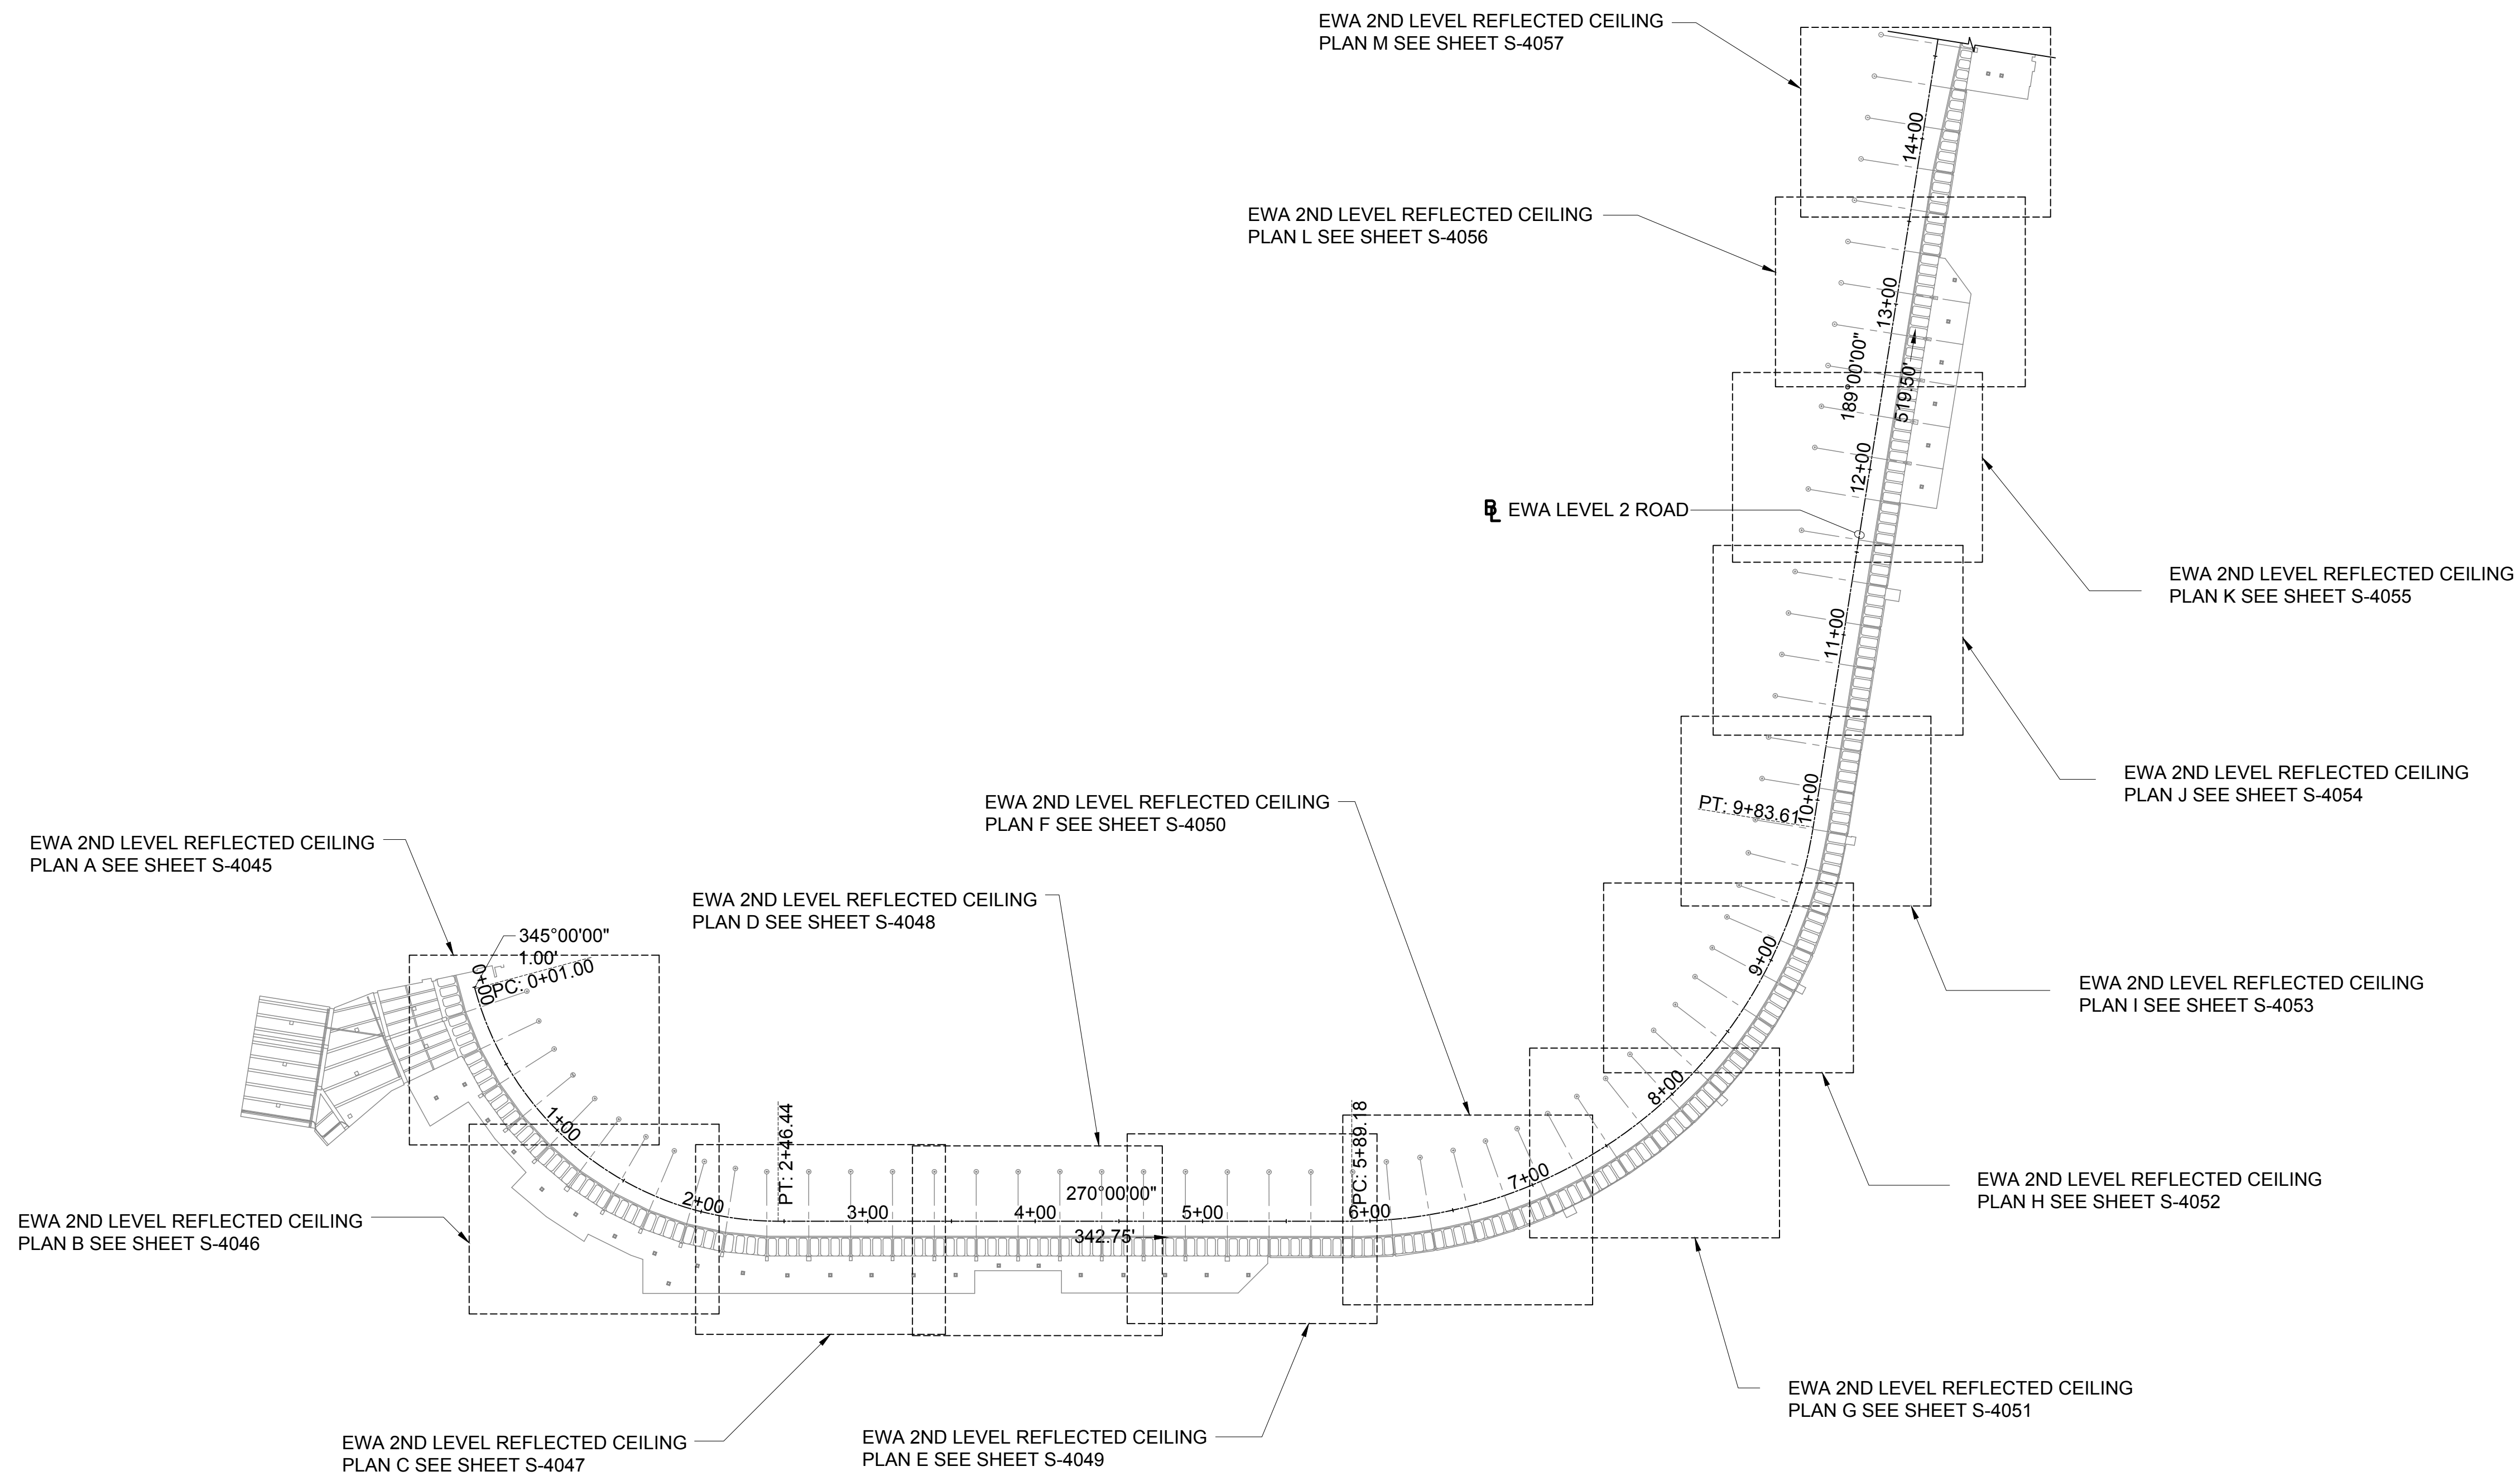 EWA 2ND LEVEL REFLECTED CEILING
PLAN M SEE SHEET S-4057
14+00
EWA 2ND LEVEL REFLECTED CEILING
PLAN L SEE SHEET S-4056
13+00
189°00'00"
519.50'
12+00
BL EWA LEVEL 2 ROAD
EWA 2ND LEVEL REFLECTED CEILING
PLAN K SEE SHEET S-4055
11+00
EWA 2ND LEVEL REFLECTED CEILING
PLAN J SEE SHEET S-4054
10+00
PT: 9+83.61
EWA 2ND LEVEL REFLECTED CEILING
PLAN F SEE SHEET S-4050
EWA 2ND LEVEL REFLECTED CEILING
PLAN A SEE SHEET S-4045
EWA 2ND LEVEL REFLECTED CEILING
PLAN D SEE SHEET S-4048
345°00'00"
1.00'
PC: 0+01.00
0+00
9+00
EWA 2ND LEVEL REFLECTED CEILING
PLAN I SEE SHEET S-4053
8+00
1+00
PT: 2+46.44
PC: 5+89.18
7+00
2+00
270°00'00"
3+00
4+00
5+00
6+00
342.75'
EWA 2ND LEVEL REFLECTED CEILING
PLAN H SEE SHEET S-4052
EWA 2ND LEVEL REFLECTED CEILING
PLAN B SEE SHEET S-4046
EWA 2ND LEVEL REFLECTED CEILING
PLAN G SEE SHEET S-4051
EWA 2ND LEVEL REFLECTED CEILING
PLAN C SEE SHEET S-4047
EWA 2ND LEVEL REFLECTED CEILING
PLAN E SEE SHEET S-4049